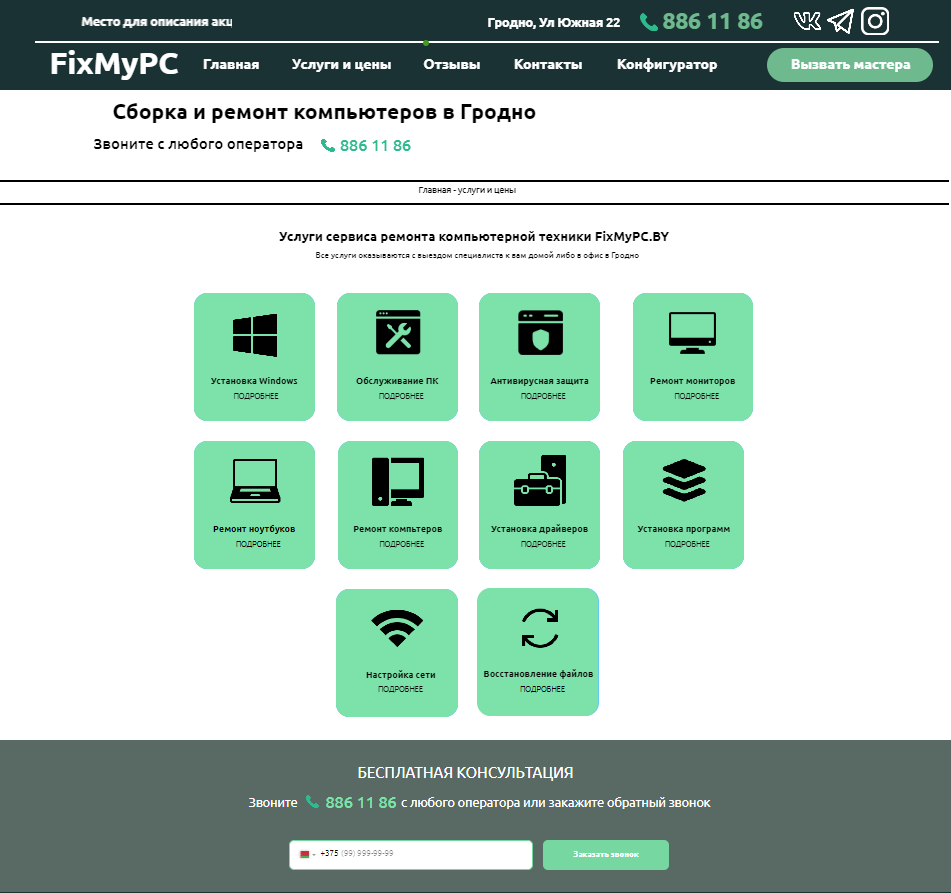 Место для описания акц
Гродно, Ул Южная 22
886 11 86
FixMyPC
Главная
Услуги и цены
Отзывы
Контакты
Конфигуратор
Вызвать мастера
Сборка и ремонт компьютеров в Гродно
Звоните с любого оператора
886 11 86
Главная - услуги и цены
Услуги сервиса ремонта компьютерной техники FixMyPC.BY
Все услуги оказываются с выездом специалиста к вам домой либо в офис в Гродно
Установка Windows
ПОДРОБНЕЕ
Обслуживание ПК
ПОДРОБНЕЕ
Антивирусная защита
ПОДРОБНЕЕ
Ремонт мониторов
ПОДРОБНЕЕ
Ремонт ноутбуков
ПОДРОБНЕЕ
Ремонт компьтеров
ПОДРОБНЕЕ
Установка драйверов
ПОДРОБНЕЕ
Установка программ
ПОДРОБНЕЕ
Настройка сети
ПОДРОБНЕЕ
Восстановление файлов
ПОДРОБНЕЕ
БЕСПЛАТНАЯ КОНСУЛЬТАЦИЯ
Звоните 886 11 86 с любого оператора или закажите обратный звонок
+375 (99) 999-99-99
Заказать звонок